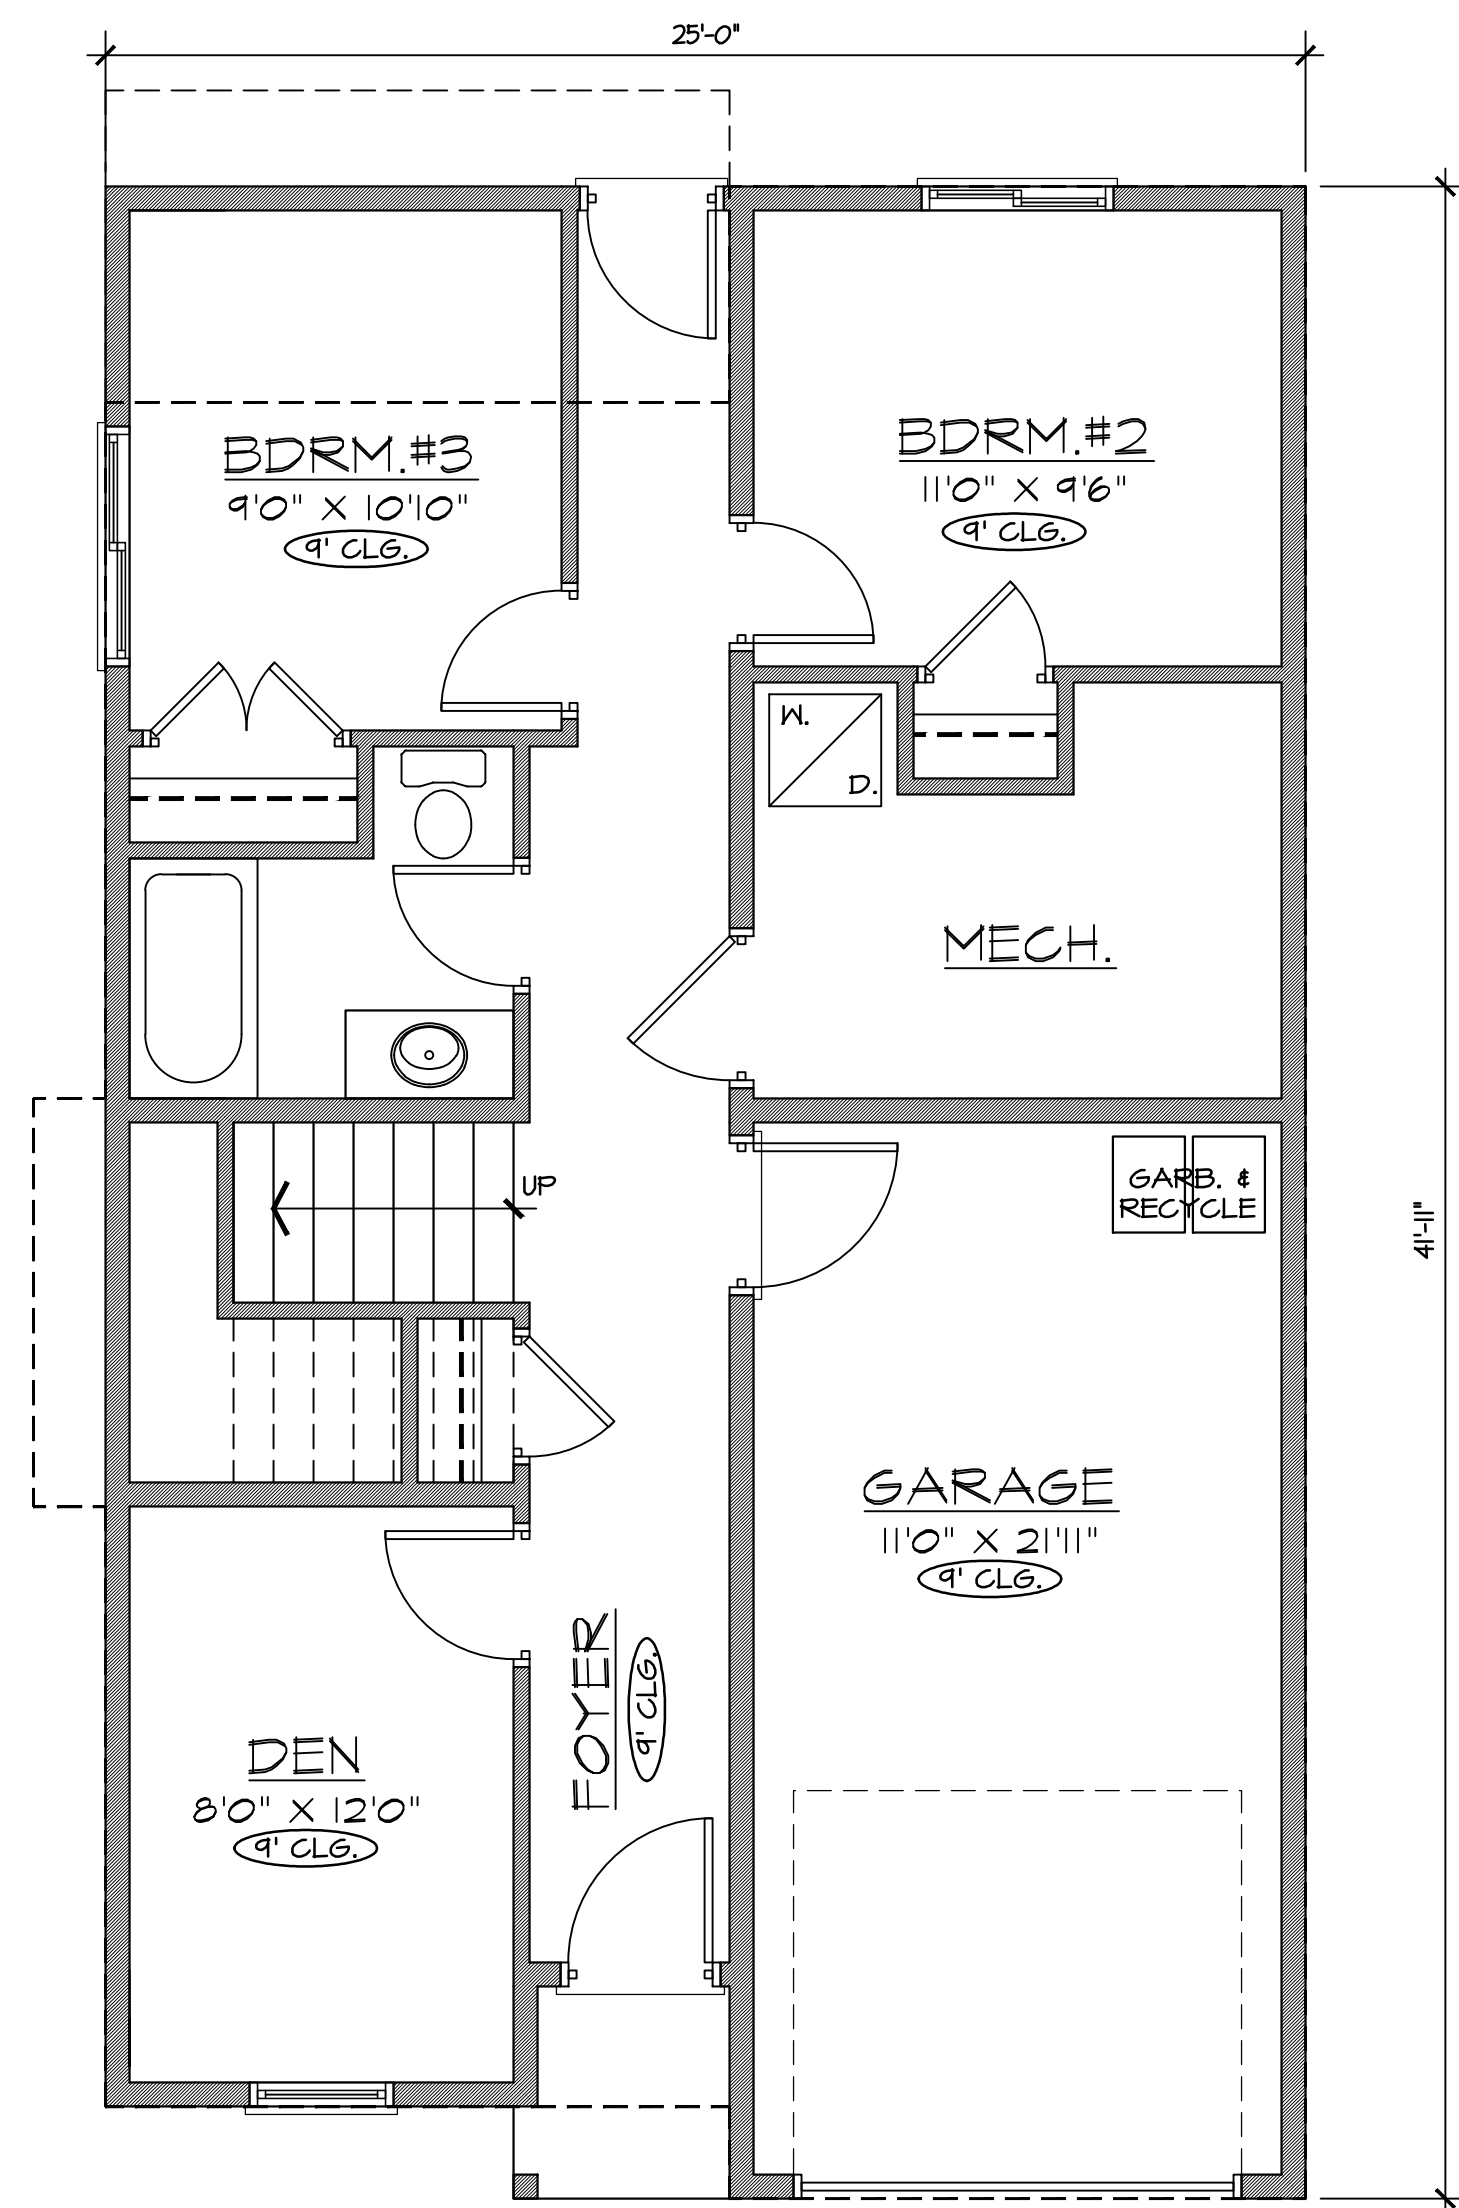 25'-0"
BDRM.#3
9'0" X 10'10"
9' CLG.
BDRM.#2
11'0" X 9'6"
9' CLG.
W.
D.
MECH.
UP
GARB. &
RECYCLE
41'-11"
GARAGE
11'0" X 21'11"
9' CLG.
FOYER
9' CLG.
DEN
8'0" X 12'0"
9' CLG.